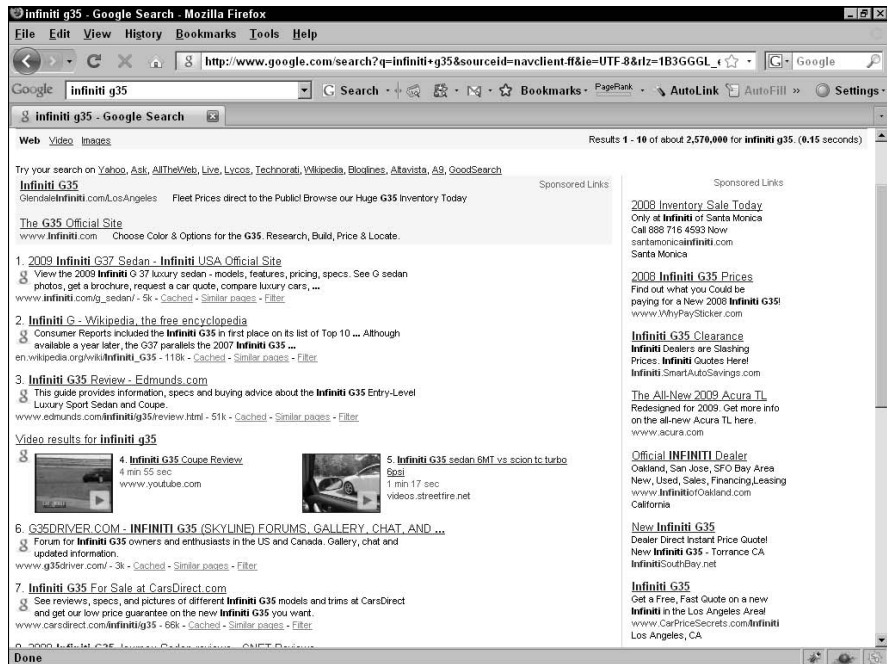 infiniti g35 - Google Search - Mozilla Firefox
File Edit View History Bookmarks Tools Help
http://www.google.com/search?q=infiniti+g35&sourceid=navclient-ff&ie=UTF-8&rlz=1B3GGGL_ G Google
Google infiniti g35 G Search Bookmarks PageRank AutoLink AutoFill » Settings
infiniti g35 - Google Search
Web Video Images Results 1 - 10 of about 2,570,000 for infiniti g35. (0.15 seconds)
Try your search on Yahoo, Ask, AllTheWeb, Live, Lycos, Technorati, Wikipedia, Bloglines, Altavista, A9, GoodSearch
Infiniti G35 Sponsored Links
GlendaleInfiniti.com/LosAngeles Fleet Prices direct to the Public! Browse our Huge G35 Inventory Today
The G35 Official Site
www.Infiniti.com Choose Color & Options for the G35. Research, Build, Price & Locate.
1. 2009 Infiniti G37 Sedan - Infiniti USA Official Site
View the 2009 Infiniti G 37 luxury sedan - models, features, pricing, specs. See G sedan
photos, get a brochure, request a car quote, compare luxury cars, ...
www.infiniti.com/g_sedan/ - 5k - Cached - Similar pages - Filter
2. Infiniti G - Wikipedia, the free encyclopedia
Consumer Reports included the Infiniti G35 in first place on its list of Top 10 ... Although
available a year later, the G37 parallels the 2007 Infiniti G35 ...
en.wikipedia.org/wiki/Infiniti_G35 - 118k - Cached - Similar pages - Filter
3. Infiniti G35 Review - Edmunds.com
This guide provides information, specs and buying advice about the Infiniti G35 Entry-Level
Luxury Sport Sedan and Coupe.
www.edmunds.com/infiniti/g35/review.html - 51k - Cached - Similar pages - Filter
Video results for infiniti g35
4. Infiniti G35 Coupe Review
4 min 55 sec
www.youtube.com
5. Infiniti G35 sedan 6MT vs scion tc turbo
6psi
1 min 17 sec
videos.streetfire.net
6. G35DRIVER.COM - INFINITI G35 (SKYLINE) FORUMS, GALLERY, CHAT, AND ...
Forum for Infiniti G35 owners and enthusiasts in the US and Canada. Gallery, chat and
updated information.
www.g35driver.com/ - 3k - Cached - Similar pages - Filter
7. Infiniti G35 For Sale at CarsDirect.com
See reviews, specs, and pictures of different Infiniti G35 models and trims at CarsDirect
and get our low price guarantee on the new Infiniti G35 you want.
www.carsdirect.com/infiniti/g35 - 66k - Cached - Similar pages - Filter
Sponsored Links
2008 Inventory Sale Today
Only at Infiniti of Santa Monica
Call 888 716 4593 Now
santamonicainfiniti.com
Santa Monica
2008 Infiniti G35 Prices
Find out what you Could be
paying for a New 2008 Infiniti G35!
www.WhyPaySticker.com
Infiniti G35 Clearance
Infiniti Dealers are Slashing
Prices. Infiniti Quotes Here!
Infiniti.SmartAutoSavings.com
The All-New 2009 Acura TL
Redesigned for 2009. Get more info
on the all-new Acura TL here.
www.acura.com
Official INFINITI Dealer
Oakland, San Jose, SFO Bay Area
New, Used, Sales, Financing,Leasing
www.InfinitiofOakland.com
California
New Infiniti G35
Dealer Direct Instant Price Quote!
New Infiniti G35 - Torrance CA
InfinitiSouthBay.net
Infiniti G35
Get a Free, Fast Quote on a new
Infiniti in the Los Angeles Area!
www.CarPriceSecrets.com/Infiniti
Los Angeles, CA
Done